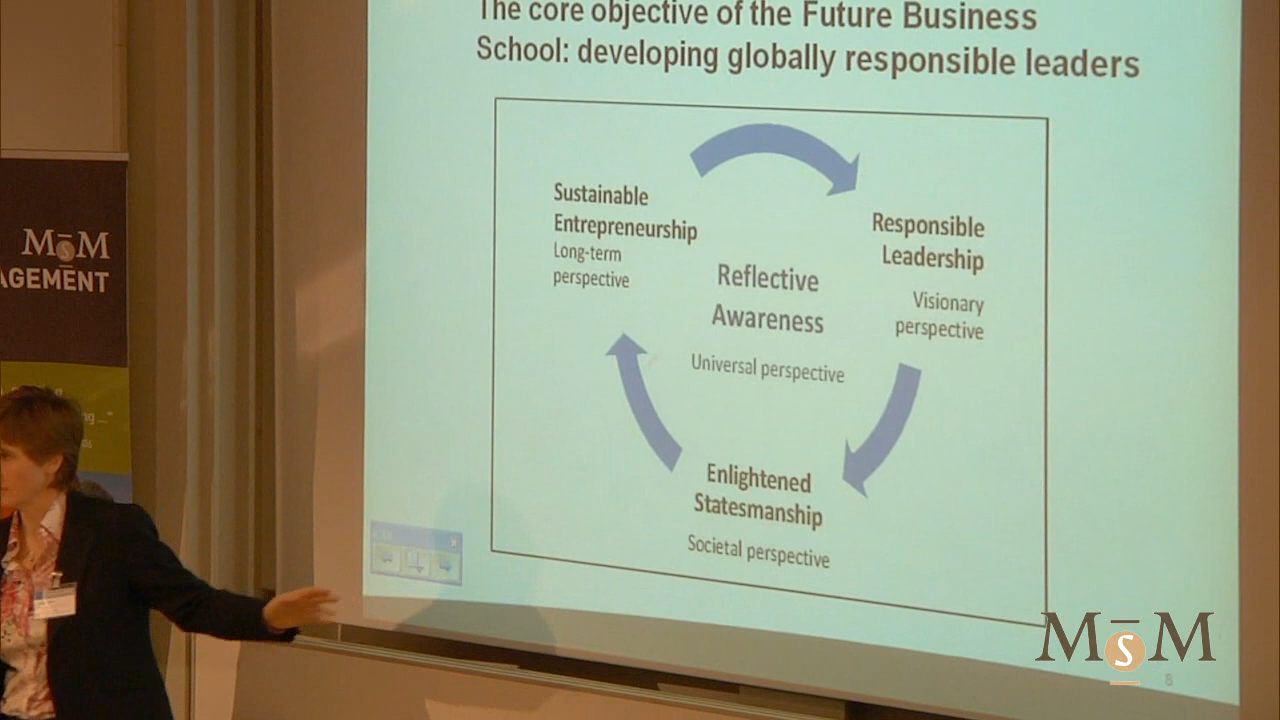 The core objective of the Future Business
School: developing globally responsible leaders
Sustainable
Entrepreneurship
Long-term
perspective
Responsible
Leadership
Visionary
perspective
Reflective
Awareness
Universal perspective
Enlightened
Statesmanship
Societal perspective
MSM
AGEMENT
ng ..."
MSM
8